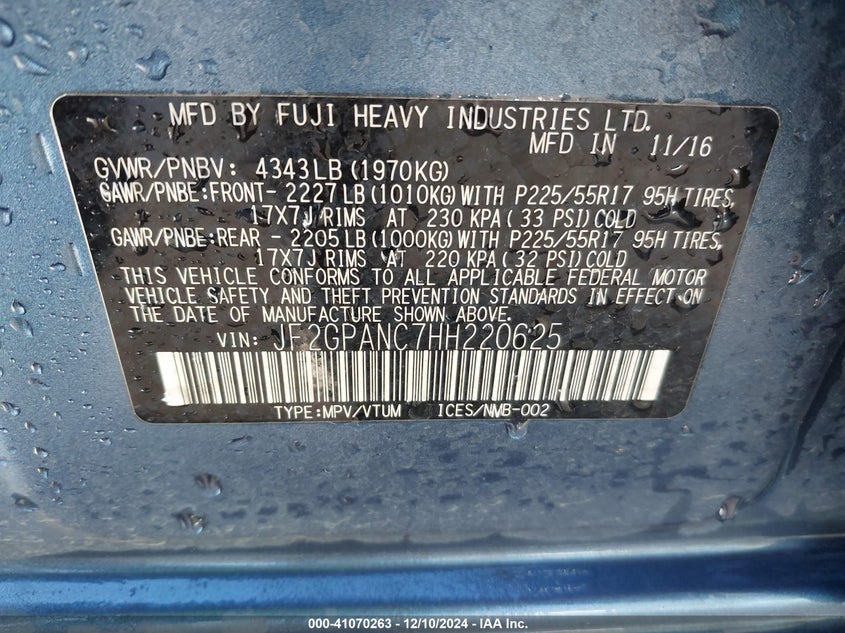 MFD BY FUJI HEAVY INDUSTRIES LTD.
MFD IN 11/16
GVWR/PNBV: 4343LB(1970KG)
GAWR/PNBE:FRONT- 2227LB(1010KG)WITH P225/55R17 95H TIRES,
17X7J RIMS AT 230 KPA( 33 PSI)COLD
GAWR/PNBE:REAR - 2205LB(1000KG)WITH P225/55R17 95H TIRES,
17X7J RIMS AT 220 KPA( 32 PSI)COLD
THIS VEHICLE CONFORMS TO ALL APPLICABLE FEDERAL MOTOR
VEHICLE SAFETY AND THEFT PREVENTION STANDARDS IN EFFECT ON
THE DATE OF MANUFACTURE SHOWN ABOVE.
VIN: JF2GPANC7HH220625
TYPE:MPV/VTUM ICES/NMB-002
000-41070263 - 12/10/2024 - IAA Inc.